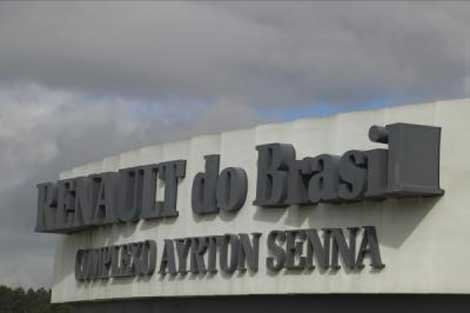 RENAULT do Brasil
COMPLEXO AYRTON SENNA